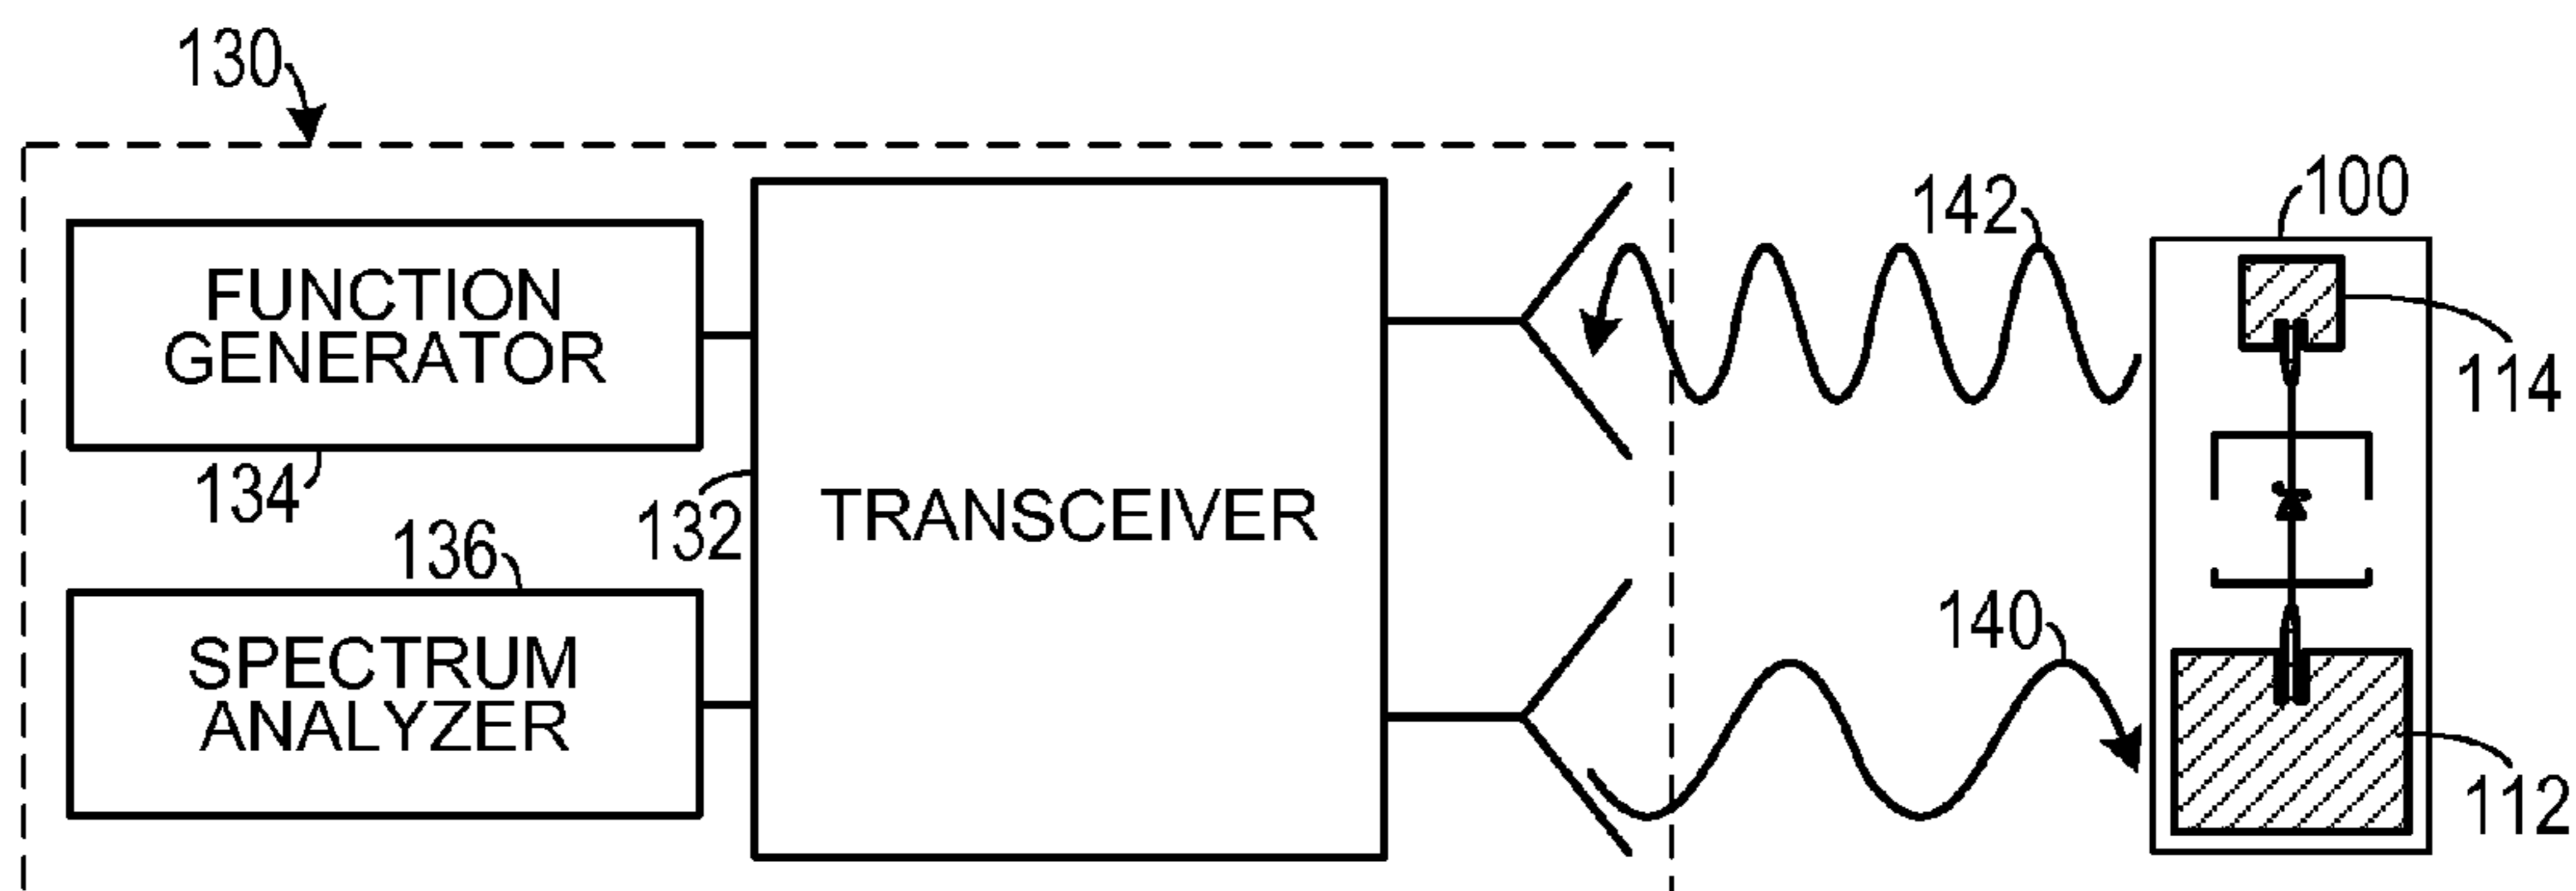 130
142
100
FUNCTION
GENERATOR
114
134
132
TRANSCEIVER
136
140
SPECTRUM
ANALYZER
112